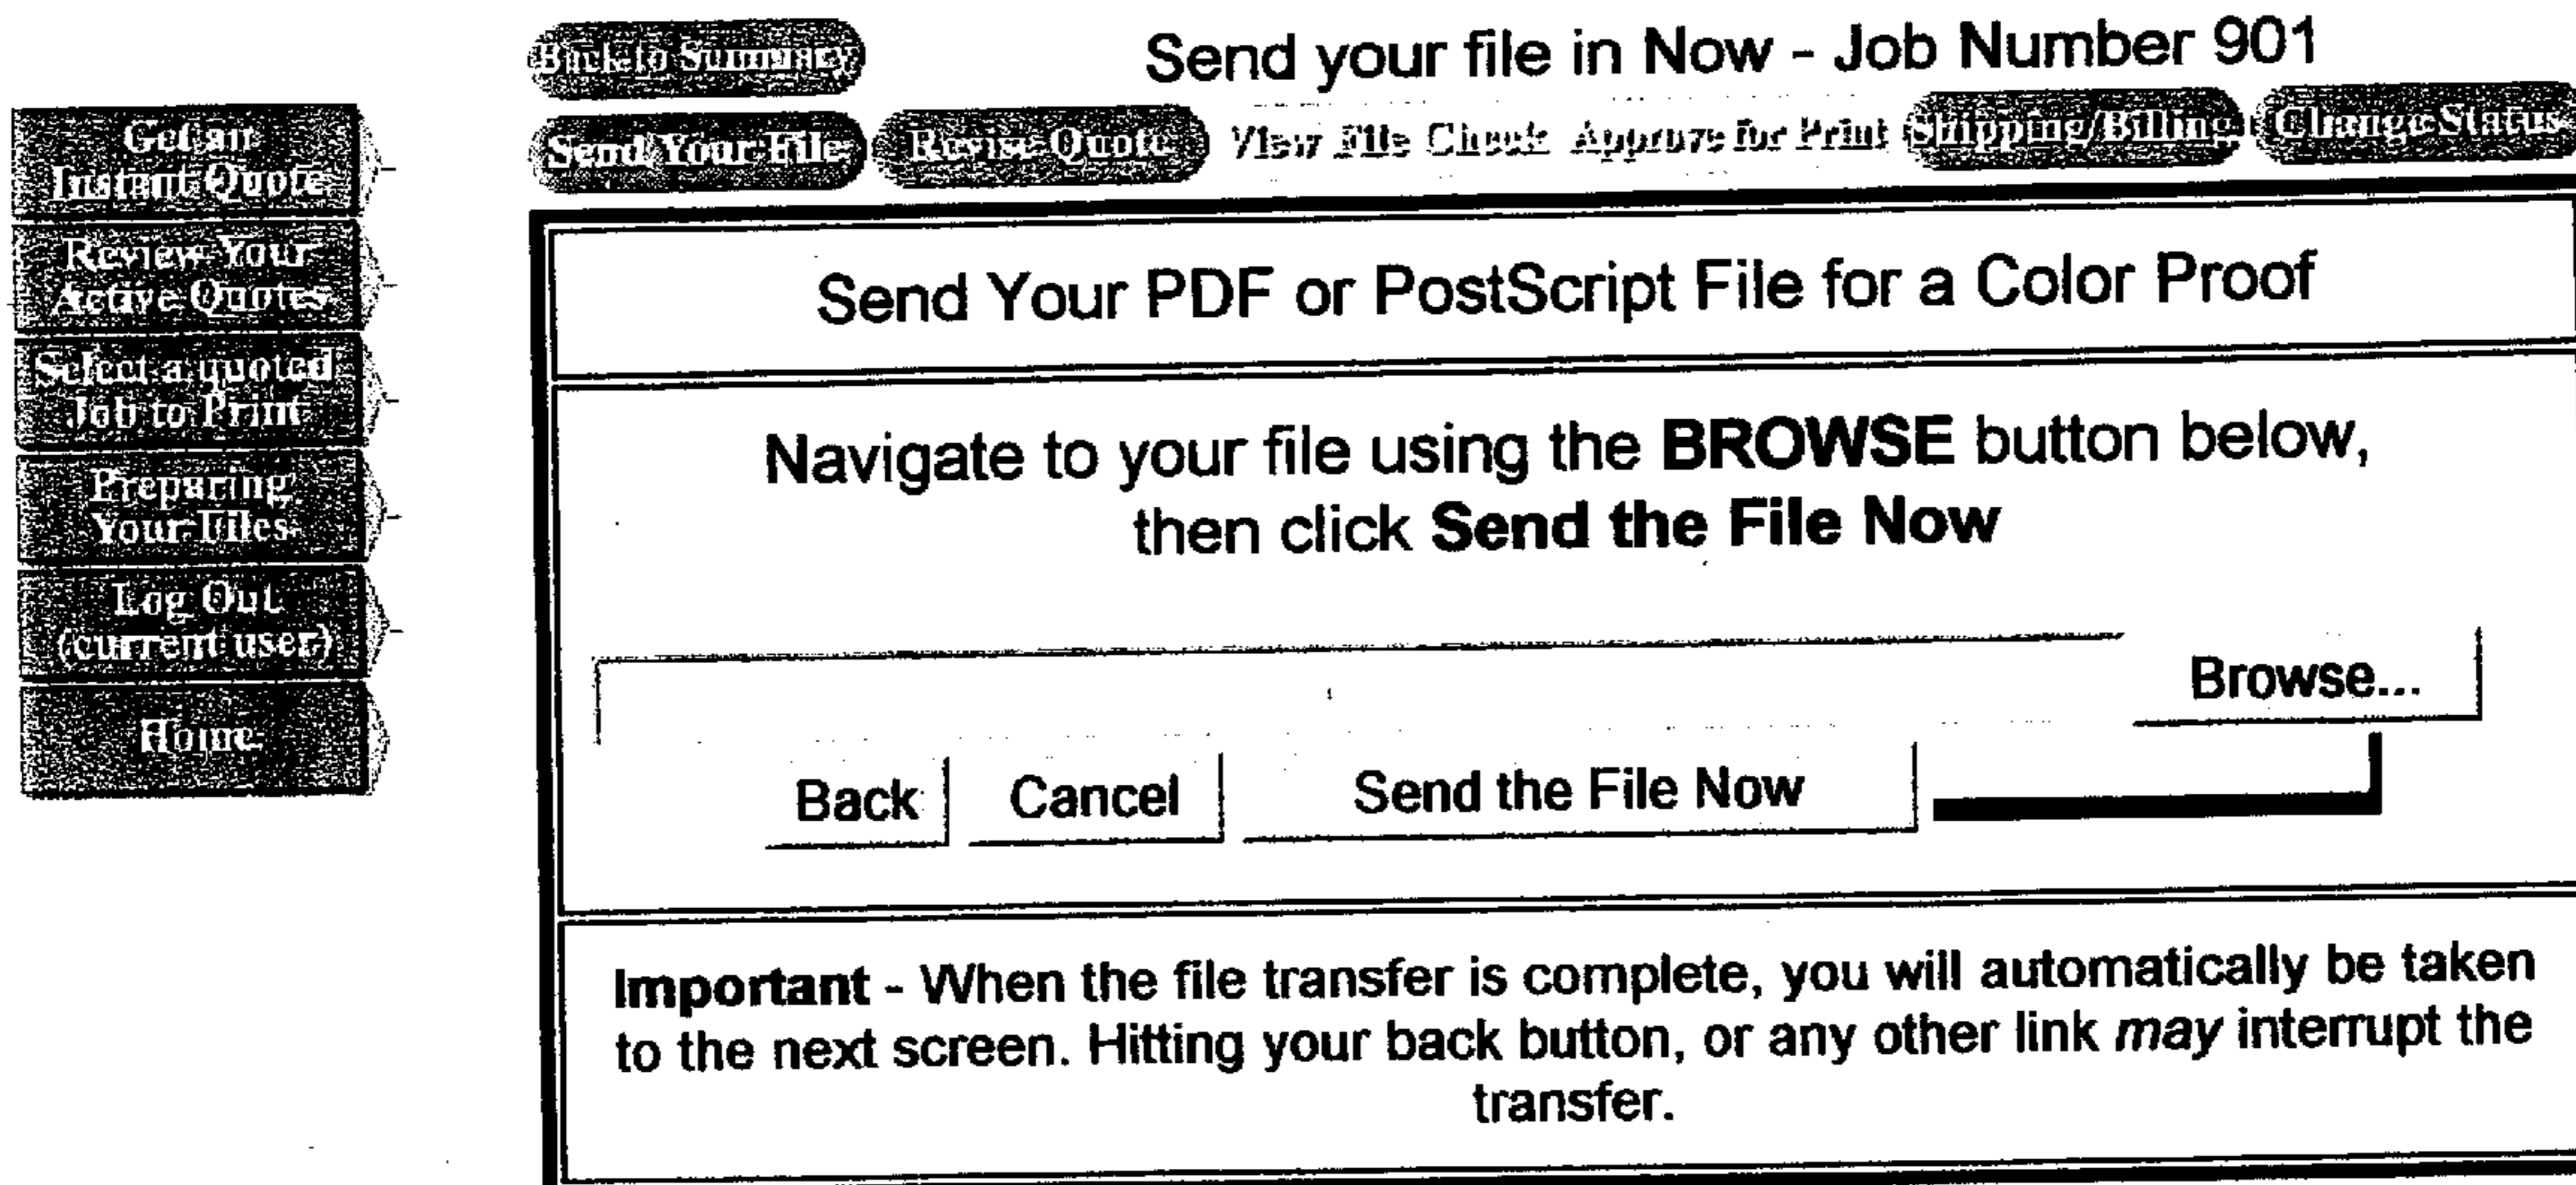 Back to Summary
Send your file in Now - Job Number 901
Send Your File
Revise Quote
View File Check
Approve for Print
Shipping/Billing
Change Status
Get an
Instant Quote
Review Your
Active Quotes
Select a quoted
Job to Print
Preparing
Your Files
Log Out
(current user)
Home
Send Your PDF or PostScript File for a Color Proof
Navigate to your file using the BROWSE button below,
then click Send the File Now
Browse...
Back
Cancel
Send the File Now
Important - When the file transfer is complete, you will automatically be taken
to the next screen. Hitting your back button, or any other link may interrupt the
transfer.